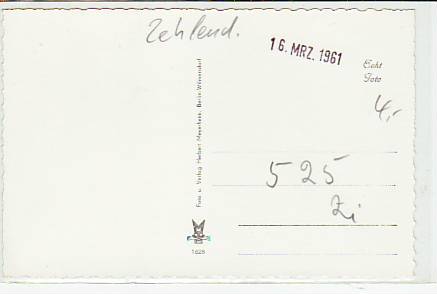 Zehlend.
16. MRZ. 1961
Echt
Foto
4,-
Foto u. Verlag Herbert Meyerheim, Berlin-Wilmersdorf
525
Zi
1628